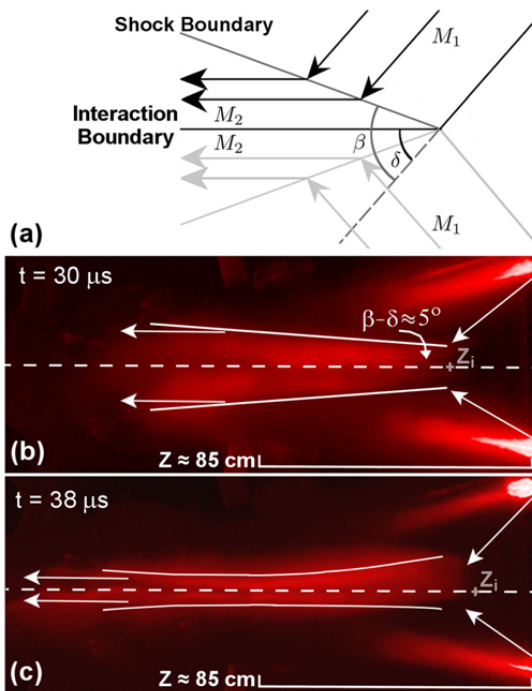 Shock Boundary
M₁
Interaction
Boundary
M₂
M₂
β
δ
M₁
(a)
t = 30 μs
β-δ≈5°
Zᵢ
(b)
Z ≈ 85 cm
t = 38 μs
Zᵢ
(c)
Z ≈ 85 cm